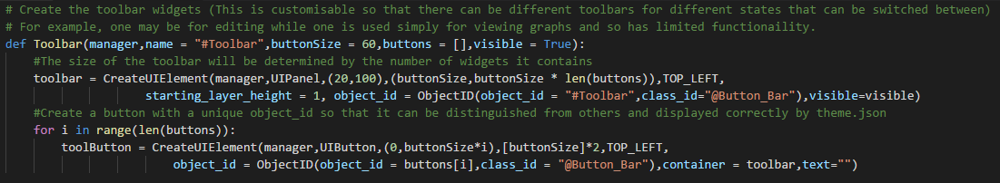 # Create the toolbar widgets (This is customisable so that there can be different toolbars for different states that can be switched between)
# For example, one may be for editing while one is used simply for viewing graphs and so has limited functionaility.
def Toolbar(manager,name = "#Toolbar",buttonSize = 60,buttons = [],visible = True):
    #The size of the toolbar will be determined by the number of widgets it contains
    toolbar = CreateUIElement(manager,UIPanel,(20,100),(buttonSize,buttonSize * len(buttons)),TOP_LEFT,
                    starting_layer_height = 1, object_id = ObjectID(object_id = "#Toolbar",class_id="@Button_Bar"),visible=visible)
    #Create a button with a unique object_id so that it can be distinguished from others and displayed correctly by theme.json
    for i in range(len(buttons)):
        toolButton = CreateUIElement(manager,UIButton,(0,buttonSize*i),[buttonSize]*2,TOP_LEFT,
                        object_id = ObjectID(object_id = buttons[i],class_id = "@Button_Bar"),container = toolbar,text="")